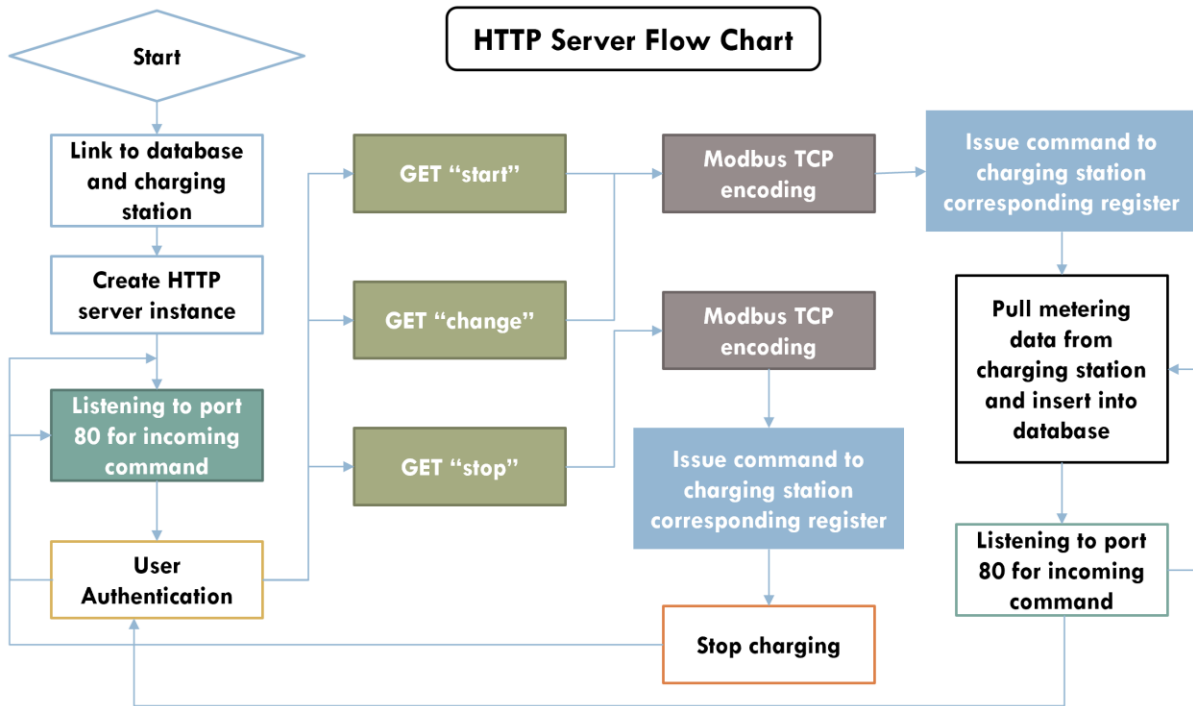 HTTP Server Flow Chart
Start
Link to database
and charging
station
Create HTTP
server instance
Listening to port
80 for incoming
command
User
Authentication
GET “start”
GET “change”
GET “stop”
Modbus TCP
encoding
Modbus TCP
encoding
Issue command to
charging station
corresponding register
Stop charging
Issue command to
charging station
corresponding register
Pull metering
data from
charging station
and insert into
database
Listening to port
80 for incoming
command